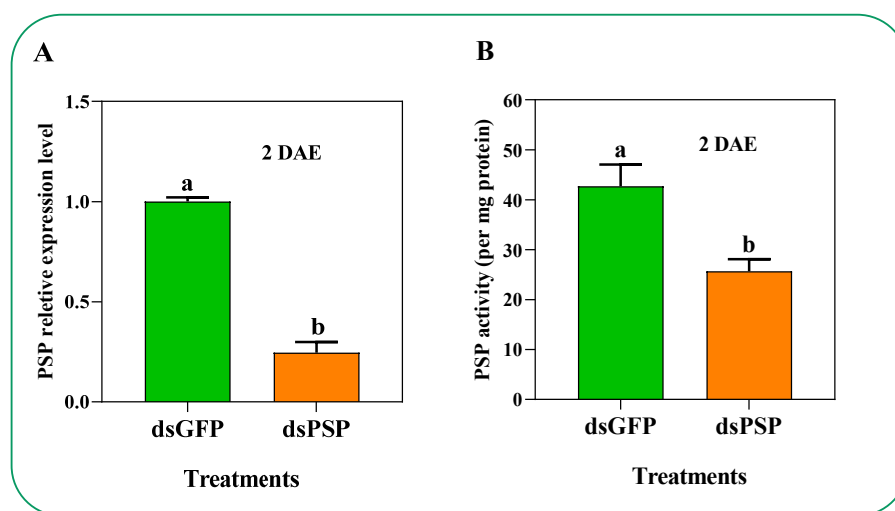 A
PSP reletive expression level
1.5
1.0
0.5
0.0
2 DAE
a
b
dsGFP dsPSP
Treatments
B
PSP activity (per mg protein)
60
50
40
30
20
10
0
2 DAE
a
b
dsGFP dsPSP
Treatments